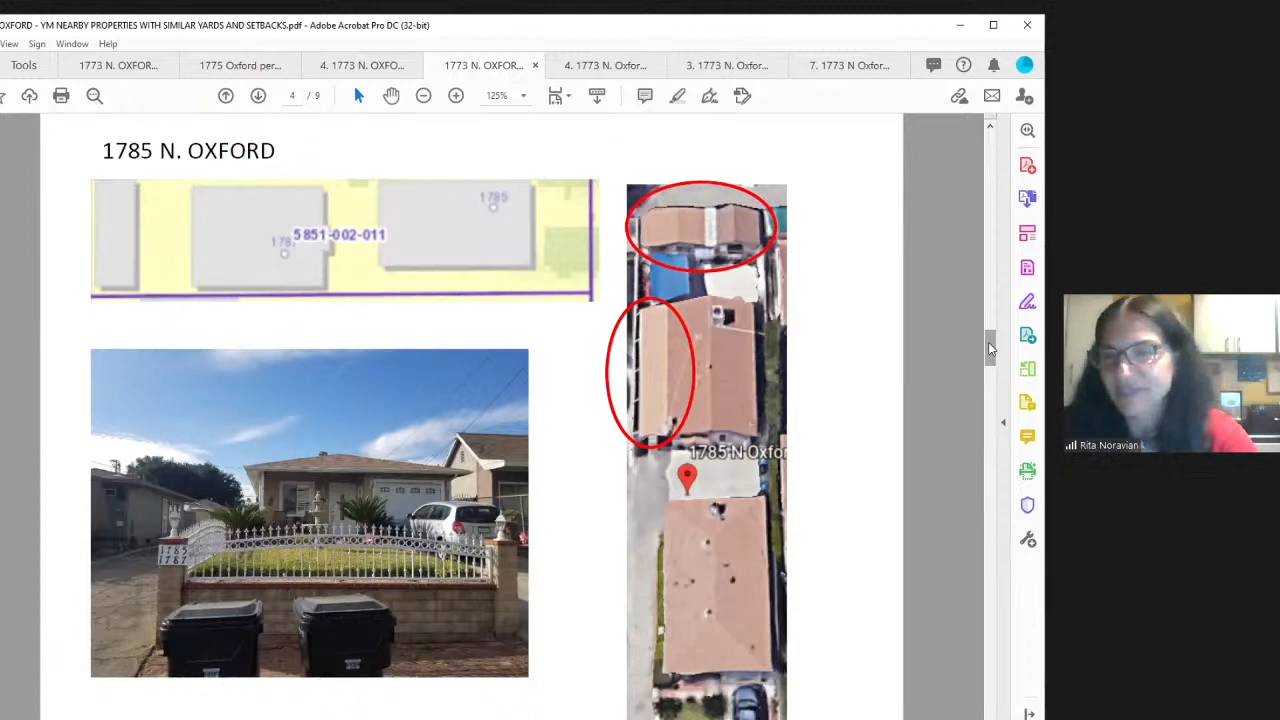 OXFORD - YM NEARBY PROPERTIES WITH SIMILAR YARDS AND SETBACKS.pdf - Adobe Acrobat Pro DC (32-bit)
View Sign Window Help
Tools 1773 N. OXFOR... 1775 Oxford per... 4. 1773 N. OXFO... 1773 N. OXFOR... × 4. 1773 N. Oxfor... 3. 1773 N. Oxfor... 7. 1773 N Oxfor...
4 / 9 125%
1785 N. OXFORD
1785
5851-002-011
1785 N Oxfor
1785
1787
Rita Noravian